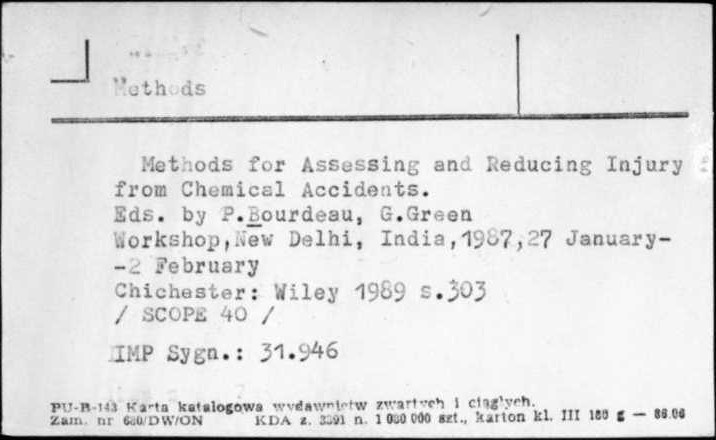 Methods
Methods for Assessing and Reducing Injury
from Chemical Accidents.
Eds. by P.Bourdeau, G.Green
Workshop,New Delhi, India,1987,27 January-
-2 February
Chichester: Wiley 1989 s.303
/ SCOPE 40 /
IMP Sygn.: 31.946
PU-B-143 Karta katalogowa wydawnictw zwartych i ciągłych.
Zam. nr 680/DW/ON KDA z. 3391 n. 1 080 000 szt., karton kl. III 180 g — 86.06